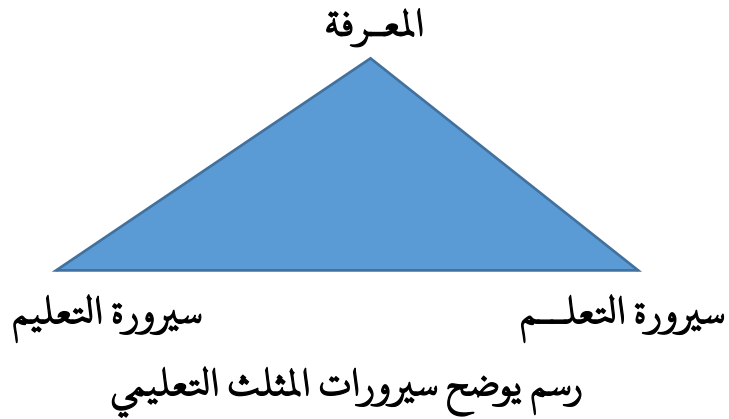 المعـرفة
سيرورة التعلـــم
سيرورة التعليم
رسم يوضح سيرورات المثلث التعليمي